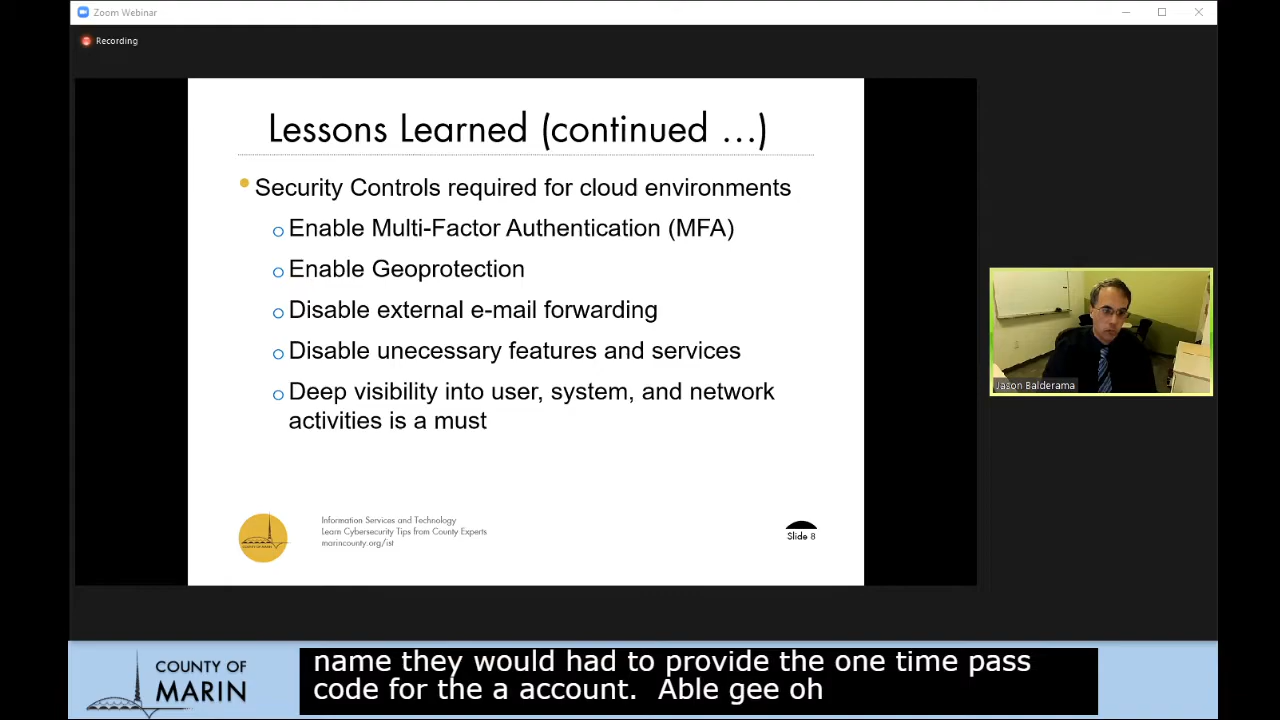 Zoom Webinar
Recording
Lessons Learned (continued ...)
Security Controls required for cloud environments
Enable Multi-Factor Authentication (MFA)
Enable Geoprotection
Disable external e-mail forwarding
Disable unecessary features and services
Deep visibility into user, system, and network
activities is a must
Information Services and Technology
Learn Cybersecurity Tips from County Experts
marincounty.org/ist
Slide 8
Jason Balderama
COUNTY OF
MARIN
name they would had to provide the one time pass
code for the a account.  Able gee oh